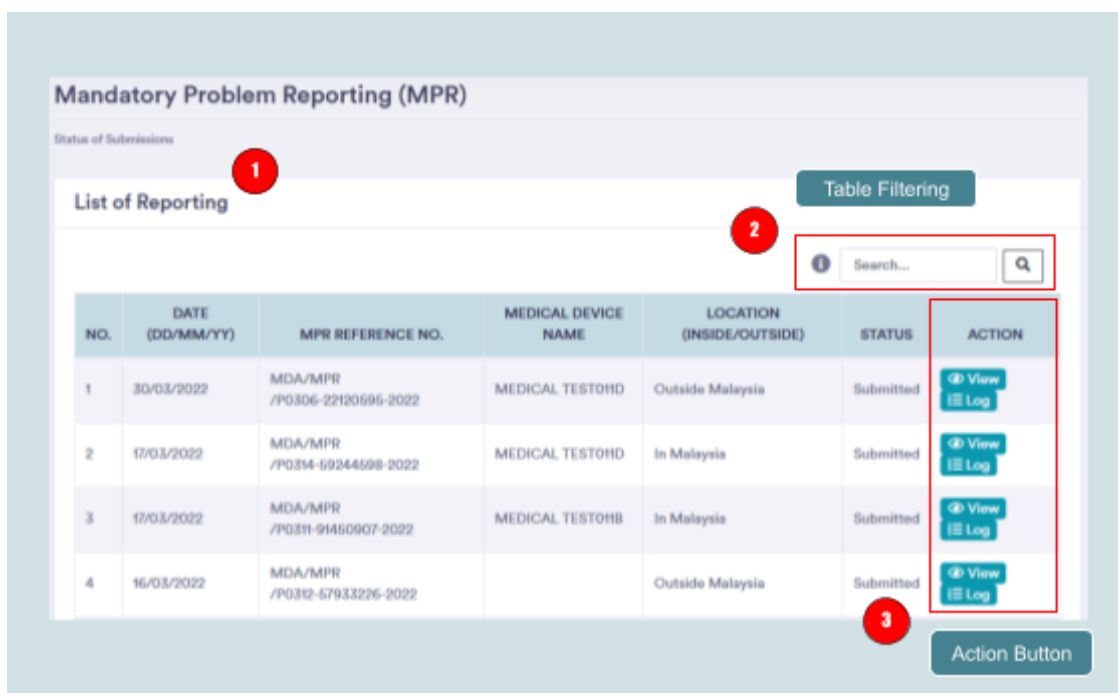 Mandatory Problem Reporting (MPR)
Status of Submissions
1
List of Reporting
Table Filtering
2
i Search...
NO. DATE (DD/MM/YY) MPR REFERENCE NO. MEDICAL DEVICE NAME LOCATION (INSIDE/OUTSIDE) STATUS ACTION
1 30/03/2022 MDA/MPR Outside Malaysia Submitted View
/P0306-22120595-2022 MEDICAL TEST011D Log
2 17/03/2022 MDA/MPR In Malaysia Submitted View
/P0314-59244598-2022 MEDICAL TEST011D Log
3 17/03/2022 MDA/MPR In Malaysia Submitted View
/P0311-91450907-2022 MEDICAL TEST011B Log
4 16/03/2022 MDA/MPR Outside Malaysia Submitted View
/P0312-57933226-2022 Log
3
Action Button